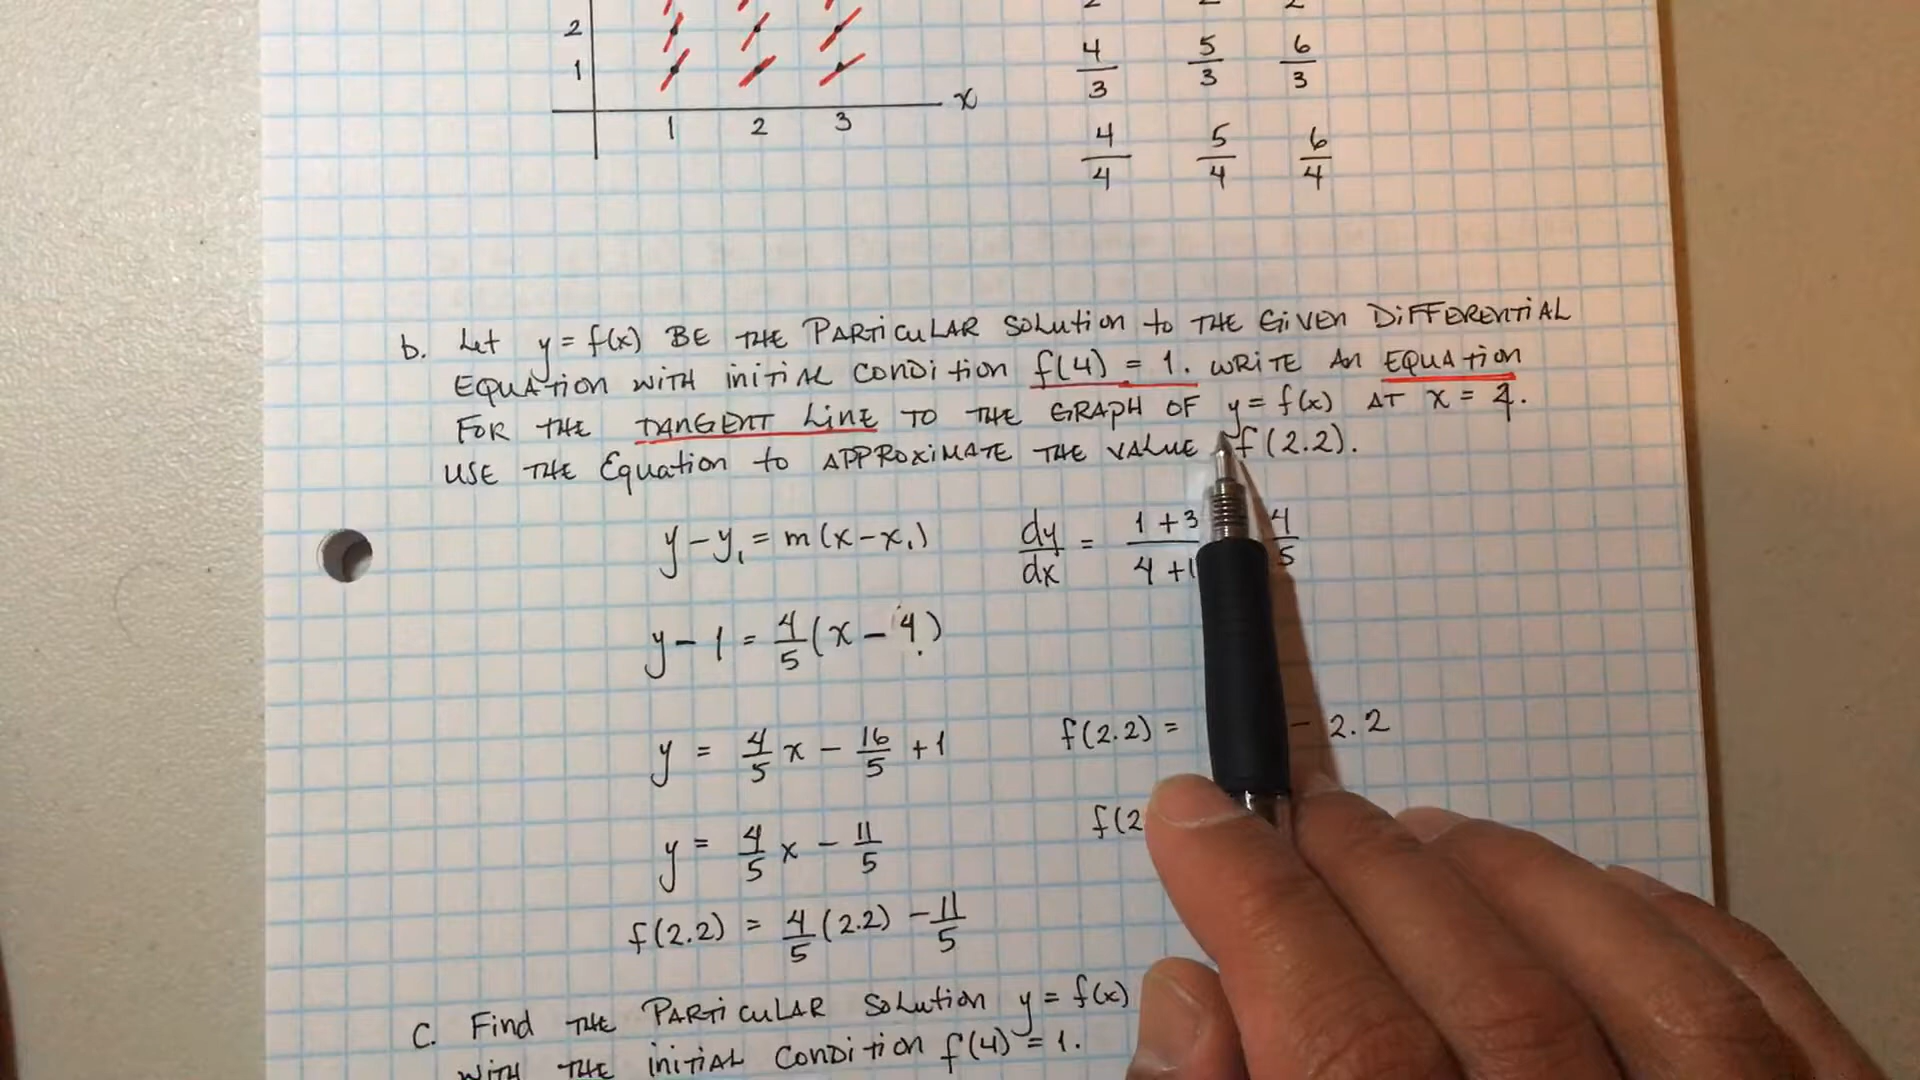 2
1
x
1 2 3
2 2 2
4/3 5/3 6/3
4/4 5/4 6/4
b. Let y = f(x) BE THE PARTICULAR SOLUTION to THE GIVEN DIFFERENTIAL
EQUATION WITH INITIAL CONDITION f(4) = 1. WRITE AN EQUATION
FOR THE TANGENT LINE TO THE GRAPH OF y = f(x) AT x = 4.
USE THE Equation to APPROXIMATE THE VALUE f(2.2).
y - y₁ = m(x - x₁) dy/dx = 1+3/4+1 4/5
y - 1 = 4/5(x - 4)
y = 4/5 x - 16/5 + 1 f(2.2) = - 2.2
y = 4/5 x - 11/5 f(2
f(2.2) = 4/5(2.2) - 11/5
C. Find THE PARTICULAR SOLUTION y = f(x)
WITH THE INITIAL CONDITION f(4) = 1.